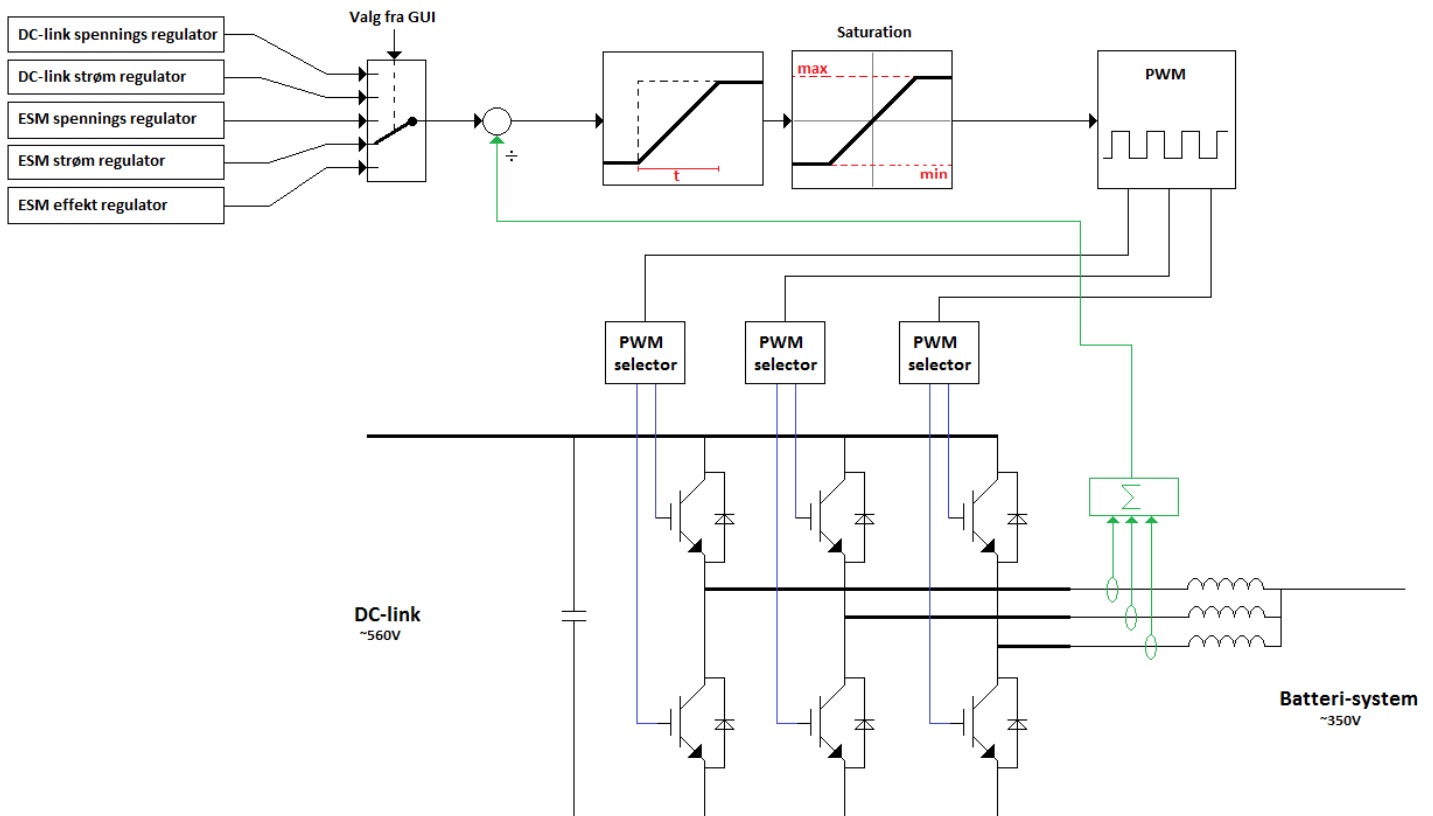 Valg fra GUI
DC-link spennings regulator
DC-link strøm regulator
ESM spennings regulator
ESM strøm regulator
ESM effekt regulator
÷
t
Saturation
max
min
PWM
PWM
selector
PWM
selector
PWM
selector
Σ
DC-link
~560V
Batteri-system
~350V